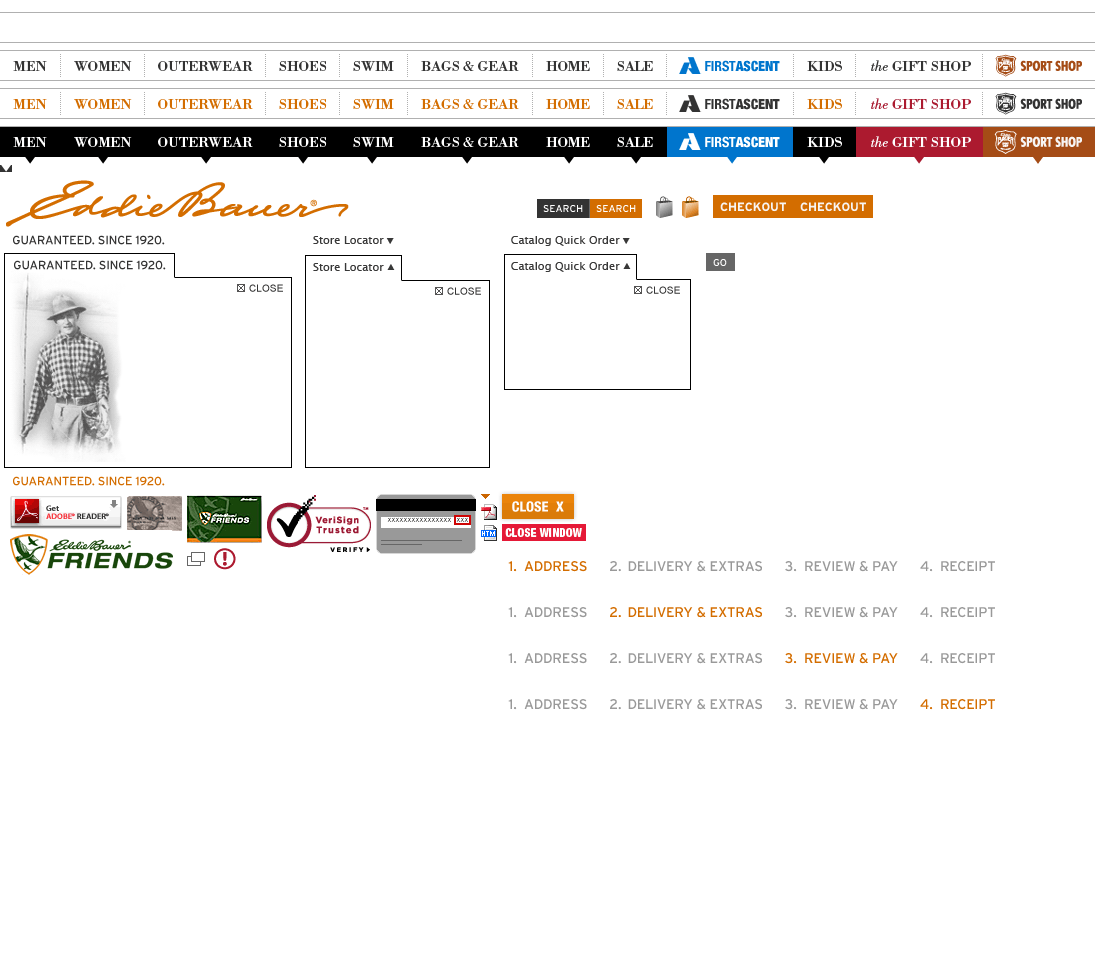 MEN WOMEN OUTERWEAR SHOES SWIM BAGS & GEAR HOME SALE FIRSTASCENT KIDS the GIFT SHOP SPORT SHOP
MEN WOMEN OUTERWEAR SHOES SWIM BAGS & GEAR HOME SALE FIRSTASCENT KIDS the GIFT SHOP SPORT SHOP
MEN WOMEN OUTERWEAR SHOES SWIM BAGS & GEAR HOME SALE FIRSTASCENT KIDS the GIFT SHOP SPORT SHOP
Eddie Bauer®
SEARCH SEARCH
CHECKOUT CHECKOUT
GUARANTEED. SINCE 1920.
Store Locator ▼
Catalog Quick Order ▼
GUARANTEED. SINCE 1920.
Store Locator ▲
Catalog Quick Order ▲
GO
CLOSE
CLOSE
CLOSE
GUARANTEED. SINCE 1920.
Get
ADOBE® READER®
FRIENDS
VeriSign
Trusted
VERIFY
XXXXXXXXXXXXXXXX XXX
CLOSE X
CLOSE WINDOW
Eddie Bauer
FRIENDS
1. ADDRESS 2. DELIVERY & EXTRAS 3. REVIEW & PAY 4. RECEIPT
1. ADDRESS 2. DELIVERY & EXTRAS 3. REVIEW & PAY 4. RECEIPT
1. ADDRESS 2. DELIVERY & EXTRAS 3. REVIEW & PAY 4. RECEIPT
1. ADDRESS 2. DELIVERY & EXTRAS 3. REVIEW & PAY 4. RECEIPT